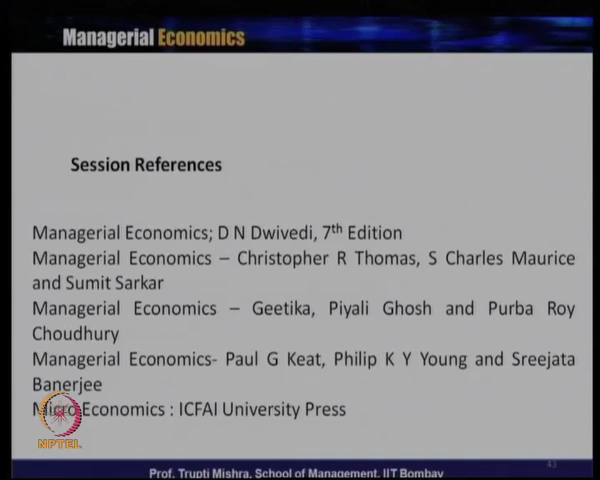 Managerial Economics
Session References
Managerial Economics; D N Dwivedi, 7th Edition
Managerial Economics – Christopher R Thomas, S Charles Maurice
and Sumit Sarkar
Managerial Economics – Geetika, Piyali Ghosh and Purba Roy
Choudhury
Managerial Economics- Paul G Keat, Philip K Y Young and Sreejata
Banerjee
Micro Economics : ICFAI University Press
NPTEL
43
Prof. Trupti Mishra, School of Management, IIT Bombay